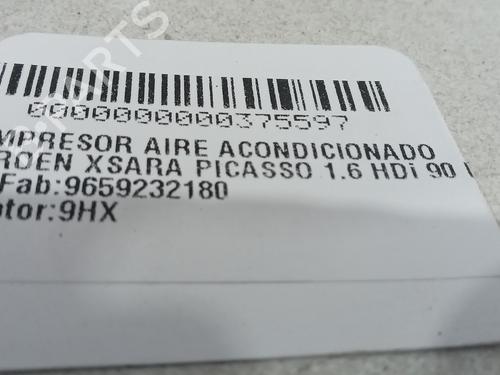 0000000000375597
MPRESOR AIRE ACONDICIONADO
ROEN XSARA PICASSO 1.6 HDi 90
Fab:9659232180
tor:9HX